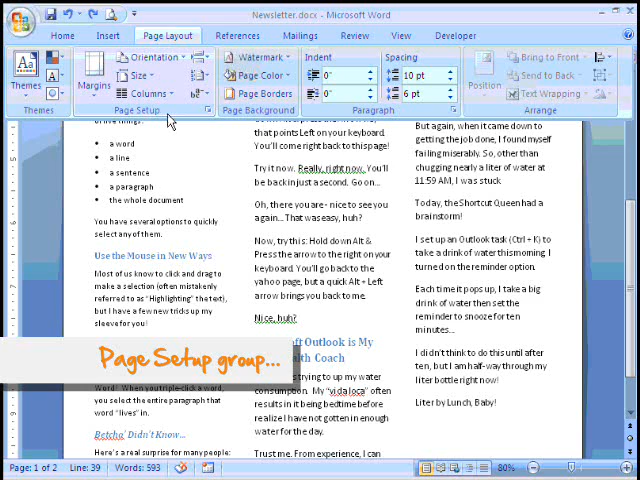 Newsletter.docx - Microsoft Word
Home Insert Page Layout References Mailings Review View Developer
Themes
Themes
Margins
Orientation
Size
Columns
Page Setup
Watermark
Page Color
Page Borders
Page Background
Indent
0"
0"
Spacing
10 pt
6 pt
Paragraph
Bring to Front
Send to Back
Text Wrapping
Arrange
a word
a line
a sentence
a paragraph
the whole document
You have several options to quickly
select any of them.
Use the Mouse in New Ways
Most of us know to click and drag to
make a selection (often mistakenly
referred to as "Highlighting" the text),
but I have a few new tricks up my
sleeve for you!
Page Setup group...
Word! When you triple-click a word,
you select the entire paragraph that
word "lives" in.
Betcha' Didn't Know...
Here's a real surprise for many people:
that points Left on your keyboard.
You'll come right back to this page!
Try it now. Really, right now. You'll
be back in just a second. Go on...
Oh, there you are- nice to see you
again... That was easy, huh?
Now, try this: Hold down Alt &
Press the arrow to the right on your
keyboard. You'll go back to the
yahoo page, but a quick Alt + Left
arrow brings you back to me.
Nice, huh?
Outlook is My
Coach
trying to up my water
consumption. My "vida loca" often
results in it being bedtime before
realize I have not gotten in enough
water for the day.
Trust me. From experience, I can
But again, when it came down to
getting the job done, I found myself
failing miserably. So, other than
chugging nearly a liter of water at
11:59 AM, I was stuck.
Today, the Shortcut Queen had a
brainstorm!
I set up an Outlook task (Ctrl + K) to
take a drink of water this morning. I
turned on the reminder option.
Each time it pops up, I take a big
drink of water then set the
reminder to snooze for ten
minutes...
I didn't think to do this until after
ten, but I am half-way through my
liter bottle right now!
Liter by Lunch, Baby!
Page: 1 of 2 Line: 39 Words: 593 80%